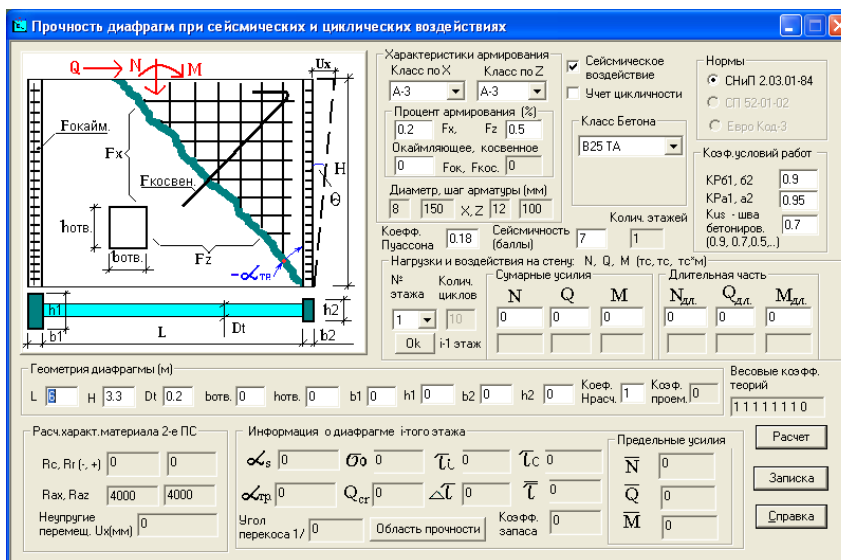 Прочность диафрагм при сейсмических и циклических воздействиях
Q N M Ux
Fокайм.
Fx
H
Fкосвен.
Θ
hотв.
Fz
bотв.
-αтр
h1 h2
b1 L Dt b2
Характеристики армирования
Класс по X Класс по Z
А-3 А-3
Процент армирования (%)
0.2 Fx, Fz 0.5
Окаймляющее, косвенное
0 Fок, Fкос. 0
Диаметр, шаг арматуры (мм)
8 150 X,Z 12 100
Сейсмическое воздействие
Учет цикличности
Класс Бетона
B25 ТА
Нормы
СНиП 2.03.01-84
СП 52-01-02
Евро Код-3
Коэф.условий работ
КРб1, б2 0.9
КРа1, а2 0.95
Kus - шва
бетониров. 0.7
(0.9, 0.7,0.5,..)
Колич. этажей
Коефф. Пуассона 0.18 Сейсмичность (баллы) 7 1
Нагрузки и воздействия на стену: N, Q, M (тс, тс, тс*м)
№ этажа Колич. циклов
1 10
Ok i-1 этаж
Сумарные усилия
N Q M
0 0 0
Длительная часть
Nдл. Qдл. Mдл.
0 0 0
Геометрия диафрагмы (м)
L 6 H 3.3 Dt 0.2 bотв. 0 hотв. 0 b1 0 h1 0 b2 0 h2 0 Коеф. Hрасч. 1 Коэф. проем. 0
Весовые коэфф. теорий
1 1 1 1 1 1 1 0
Расч.характ.материала 2-е ПС
Rc, Rr (-, +) 0 0
Rax, Raz 4000 4000
Неупругие перемещ. Ux(мм) 0
Информация о диафрагме i-того этажа
αs 0 σ0 0 τi 0 τc 0
αтр 0 Qcr 0 Δτ 0 τ̅ 0
Угол перекоса 1/ 0 Область прочности Коэфф. запаса 0
Предельные усилия
N̅ 0
Q̅ 0
M̅ 0
Расчет
Записка
Справка